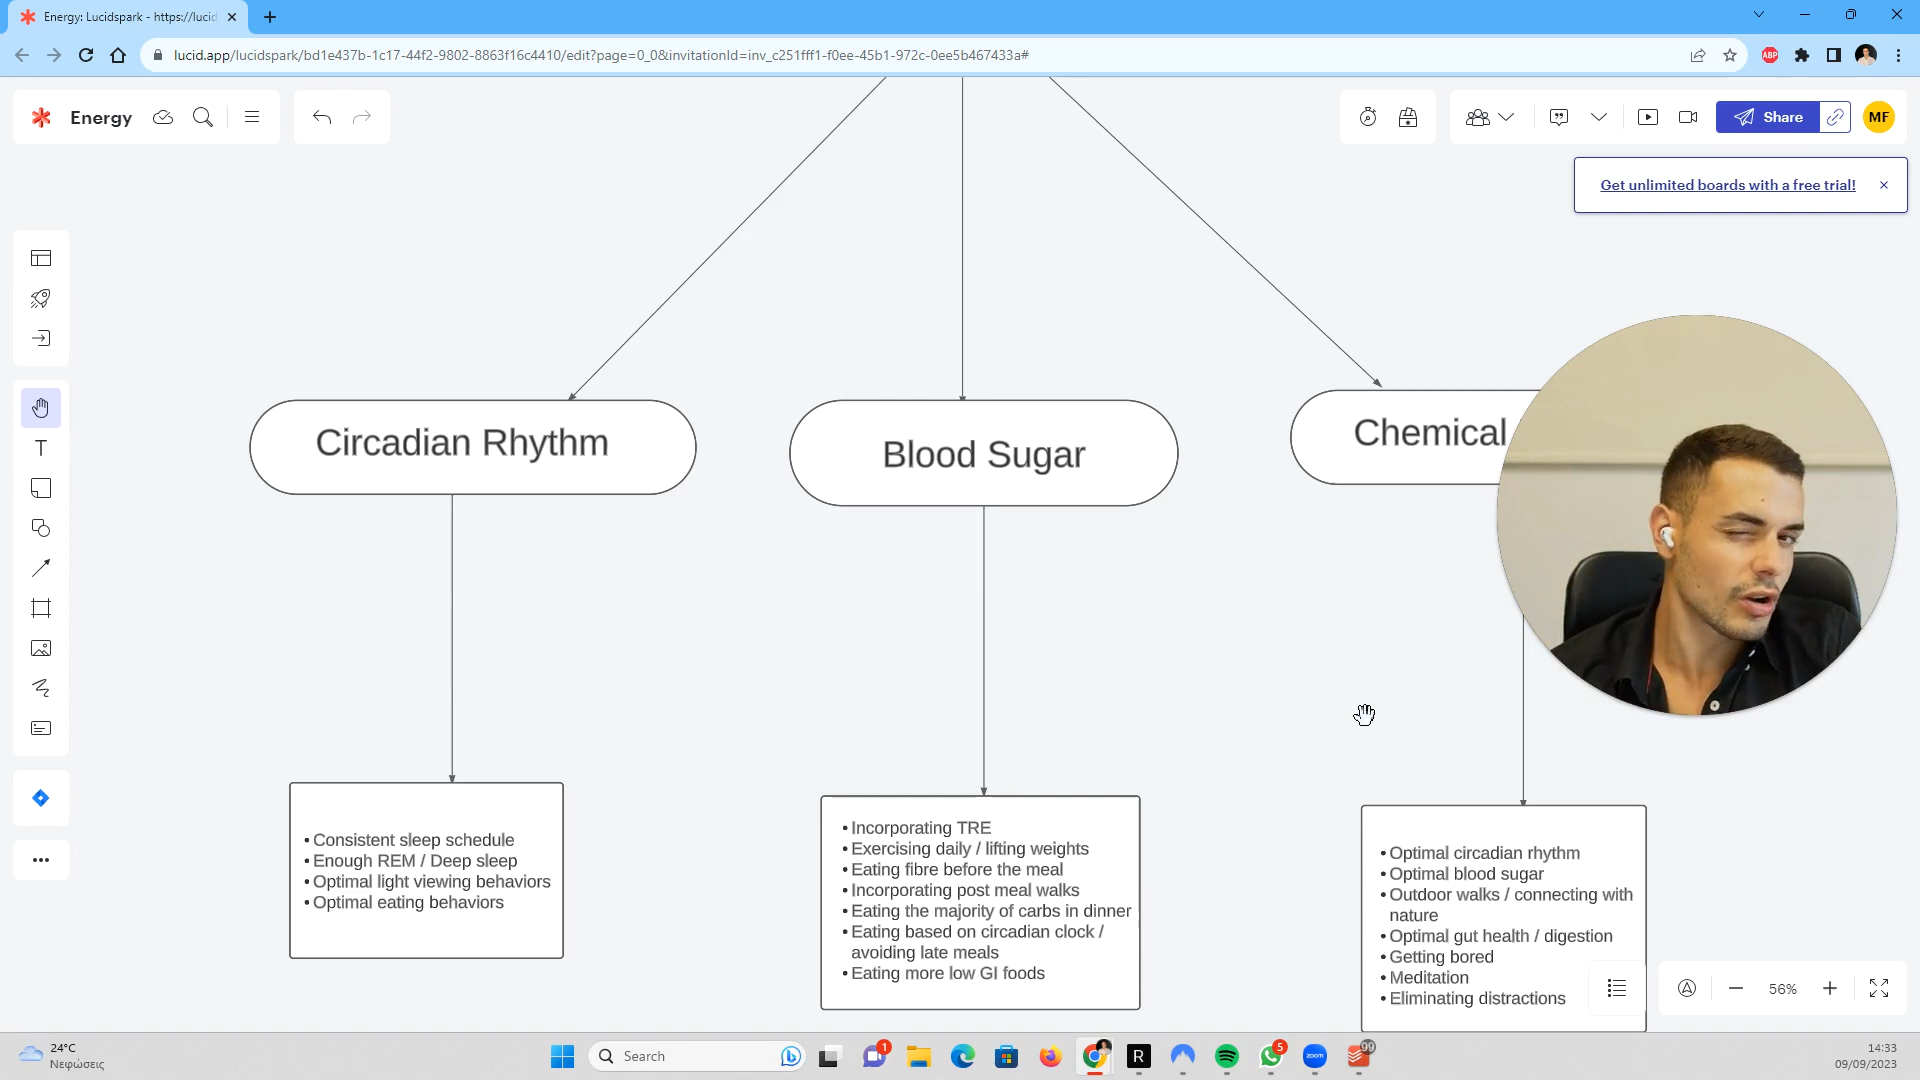 Energy: Lucidspark - https://lucid
lucid.app/lucidspark/bd1e437b-1c17-44f2-9802-8863f16c4410/edit?page=0_0&invitationId=inv_c251fff1-f0ee-45b1-972c-0ee5b467433a#
ABP
Energy
Share
MF
Get unlimited boards with a free trial!
T
Circadian Rhythm
Blood Sugar
Chemical
• Consistent sleep schedule
• Enough REM / Deep sleep
• Optimal light viewing behaviors
• Optimal eating behaviors
• Incorporating TRE
• Exercising daily / lifting weights
• Eating fibre before the meal
• Incorporating post meal walks
• Eating the majority of carbs in dinner
• Eating based on circadian clock /
avoiding late meals
• Eating more low GI foods
• Optimal circadian rhythm
• Optimal blood sugar
• Outdoor walks / connecting with
nature
• Optimal gut health / digestion
• Getting bored
• Meditation
• Eliminating distractions
56%
24°C
Νεφώσεις
Search
1
R
5
zoom
99
14:33
09/09/2023